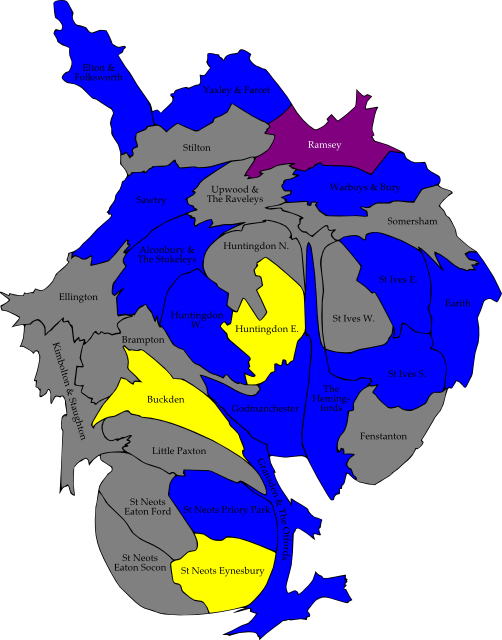 Elton &
Folksworth
Yaxley & Farcet
Ramsey
Stilton
Upwood &
The Raveleys
Warboys & Bury
Sawtry
Somersham
Alconbury &
The Stukeleys
Huntingdon N.
St Ives E.
Ellington
Earith
Huntingdon
W.
St Ives W.
Huntingdon E.
Brampton
Kimbolton & Staughton
St Ives S.
The
Heming-
fords
Buckden
Godmanchester
Fenstanton
Little Paxton
Gransden & The Offords
St Neots
Eaton Ford
St Neots Priory Park
St Neots
Eaton Socon
St Neots Eynesbury